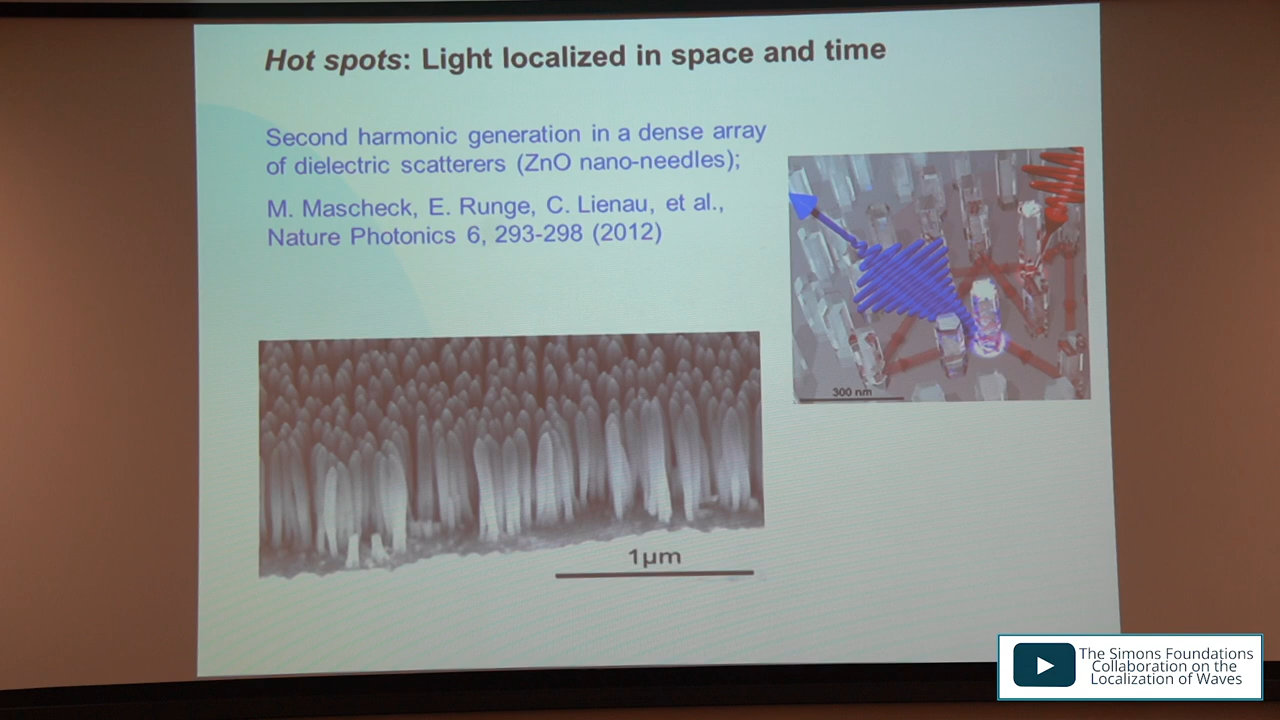 Hot spots: Light localized in space and time
Second harmonic generation in a dense array
of dielectric scatterers (ZnO nano-needles);
M. Mascheck, E. Runge, C. Lienau, et al.,
Nature Photonics 6, 293-298 (2012)
300 nm
1µm
The Simons Foundations
Collaboration on the
Localization of Waves